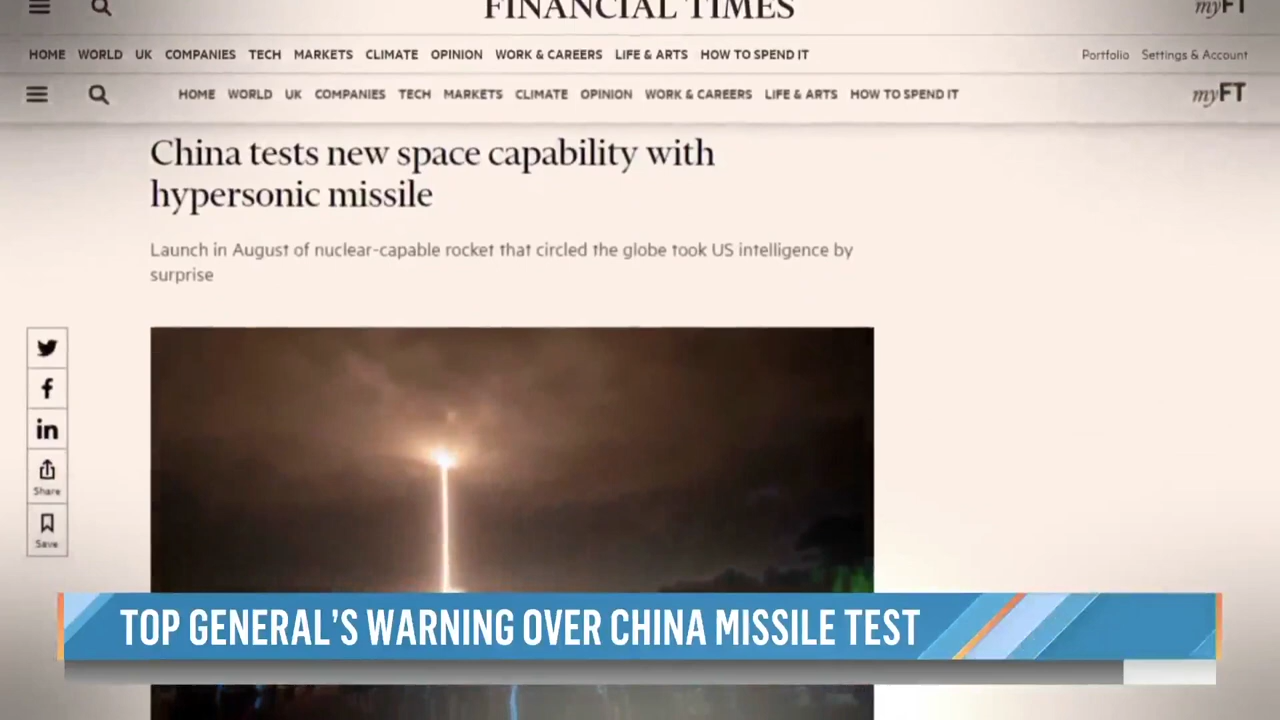 FINANCIAL TIMES
myFT
HOME WORLD UK COMPANIES TECH MARKETS CLIMATE OPINION WORK & CAREERS LIFE & ARTS HOW TO SPEND IT
Portfolio Settings & Account
HOME WORLD UK COMPANIES TECH MARKETS CLIMATE OPINION WORK & CAREERS LIFE & ARTS HOW TO SPEND IT
myFT
China tests new space capability with
hypersonic missile
Launch in August of nuclear-capable rocket that circled the globe took US intelligence by
surprise
in
Share
Save
TOP GENERAL'S WARNING OVER CHINA MISSILE TEST